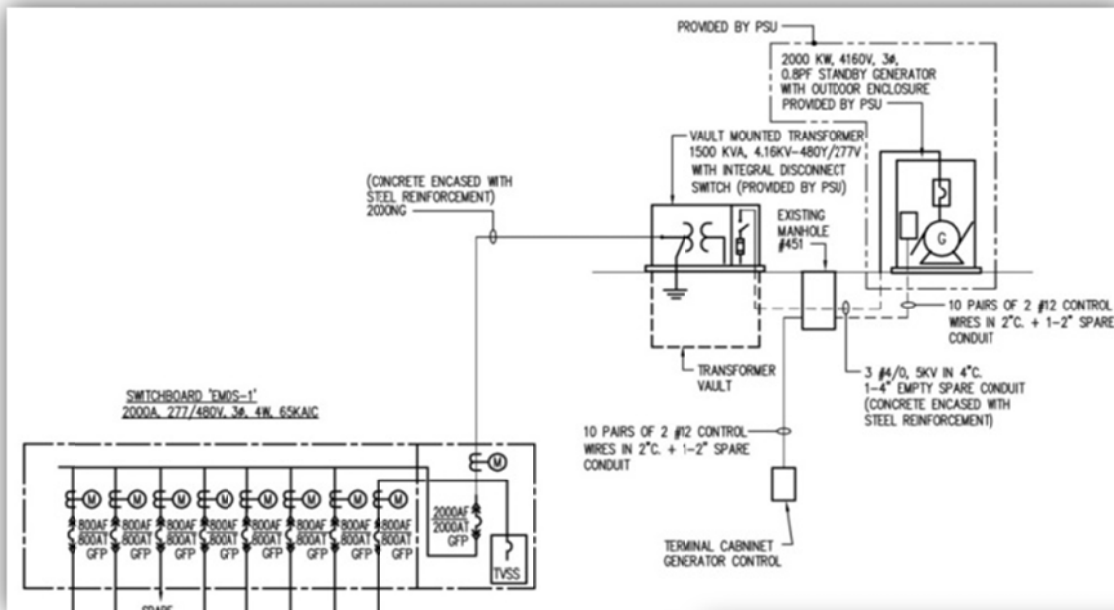 PROVIDED BY PSU
2000 KW, 4160V, 3ø,
0.8PF STANDBY GENERATOR
WITH OUTDOOR ENCLOSURE
PROVIDED BY PSU
VAULT MOUNTED TRANSFORMER
1500 KVA, 4.16KV-480Y/277V
WITH INTEGRAL DISCONNECT
SWITCH (PROVIDED BY PSU)
(CONCRETE ENCASED WITH
STEEL REINFORCEMENT)
2000NG
EXISTING
MANHOLE
#451
G
10 PAIRS OF 2 #12 CONTROL
WIRES IN 2"C. + 1-2" SPARE
CONDUIT
TRANSFORMER
VAULT
3 #4/0, 5KV IN 4"C.
1-4" EMPTY SPARE CONDUIT
(CONCRETE ENCASED WITH
STEEL REINFORCEMENT)
SWITCHBOARD "EMDS-1"
2000A, 277/480V, 3ø, 4W, 65KAIC
10 PAIRS OF 2 #12 CONTROL
WIRES IN 2"C. + 1-2" SPARE
CONDUIT
M
M M M M M M M M
800AF 800AF 800AF 800AF 800AF 800AF 800AF 800AF
800AT 800AT 800AT 800AT 800AT 800AT 800AT 800AT
GFP GFP GFP GFP GFP GFP GFP GFP
2000AF
2000AT
GFP
TVSS
TERMINAL CABNINET
GENERATOR CONTROL
SPARE